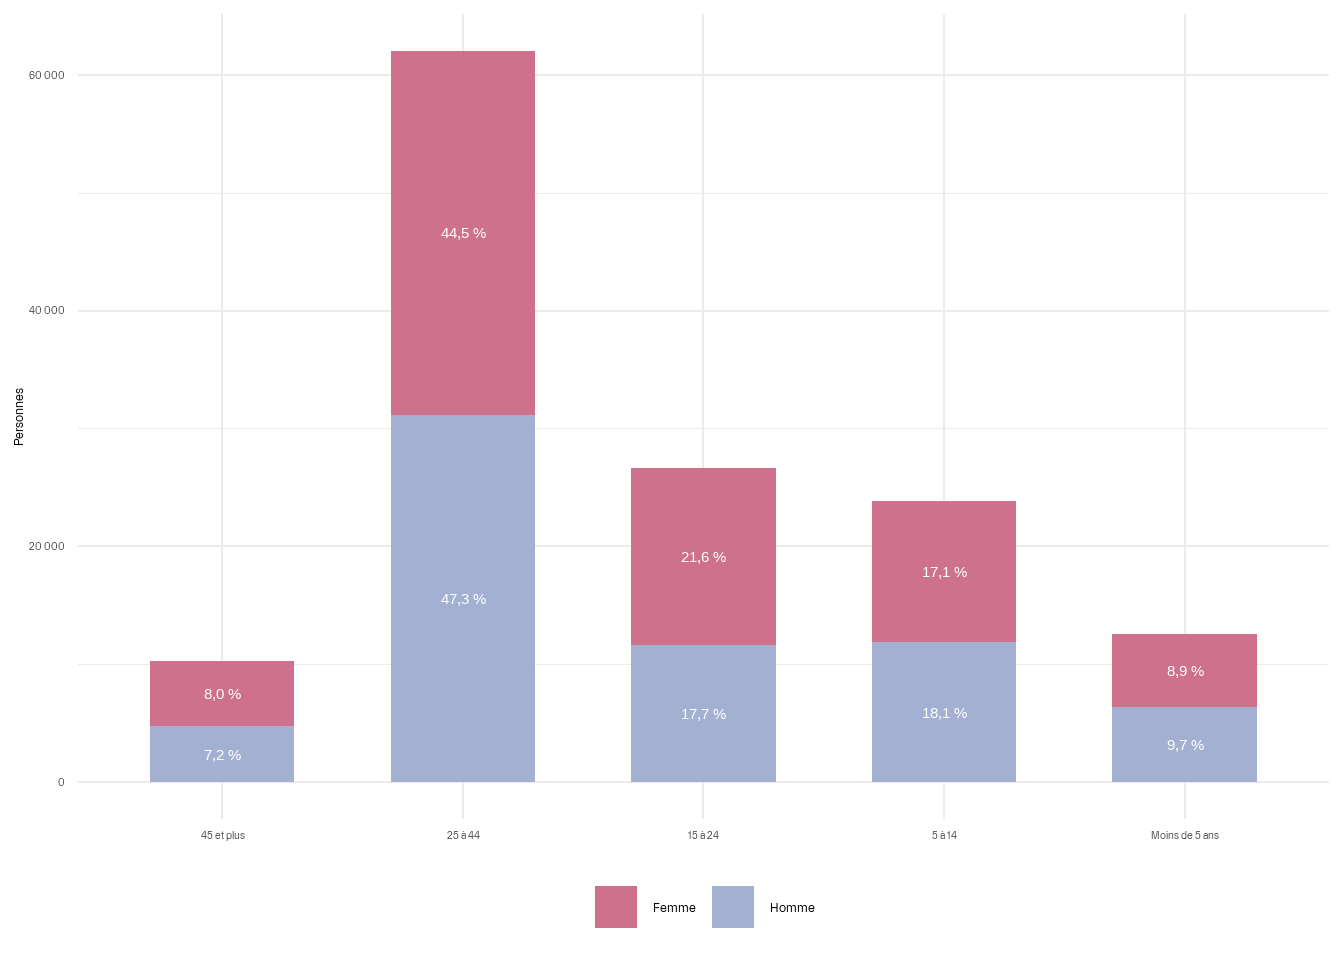 60 000
40 000
20 000
0
Personnes
44,5 %
47,3 %
21,6 %
17,7 %
17,1 %
18,1 %
8,0 %
7,2 %
8,9 %
9,7 %
45 et plus
25 à 44
15 à 24
5 à 14
Moins de 5 ans
Femme
Homme